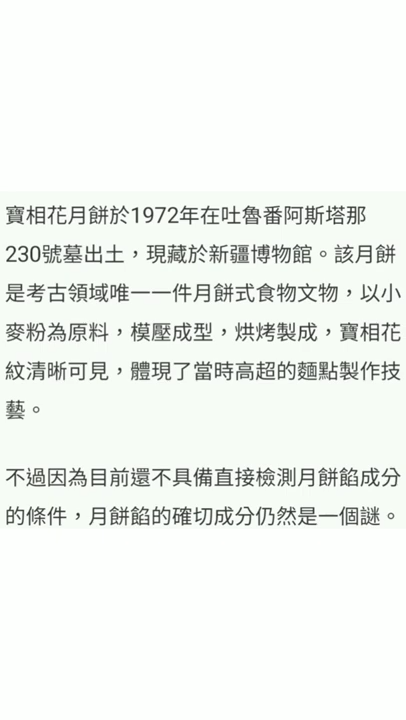 寶相花月餅於1972年在吐魯番阿斯塔那
230號墓出土，現藏於新疆博物館。該月餅
是考古領域唯一一件月餅式食物文物，以小
麥粉為原料，模壓成型，烘烤製成，寶相花
紋清晰可見，體現了當時高超的麵點製作技
藝。
不過因為目前還不具備直接檢測月餅餡成分
的條件，月餅餡的確切成分仍然是一個謎。